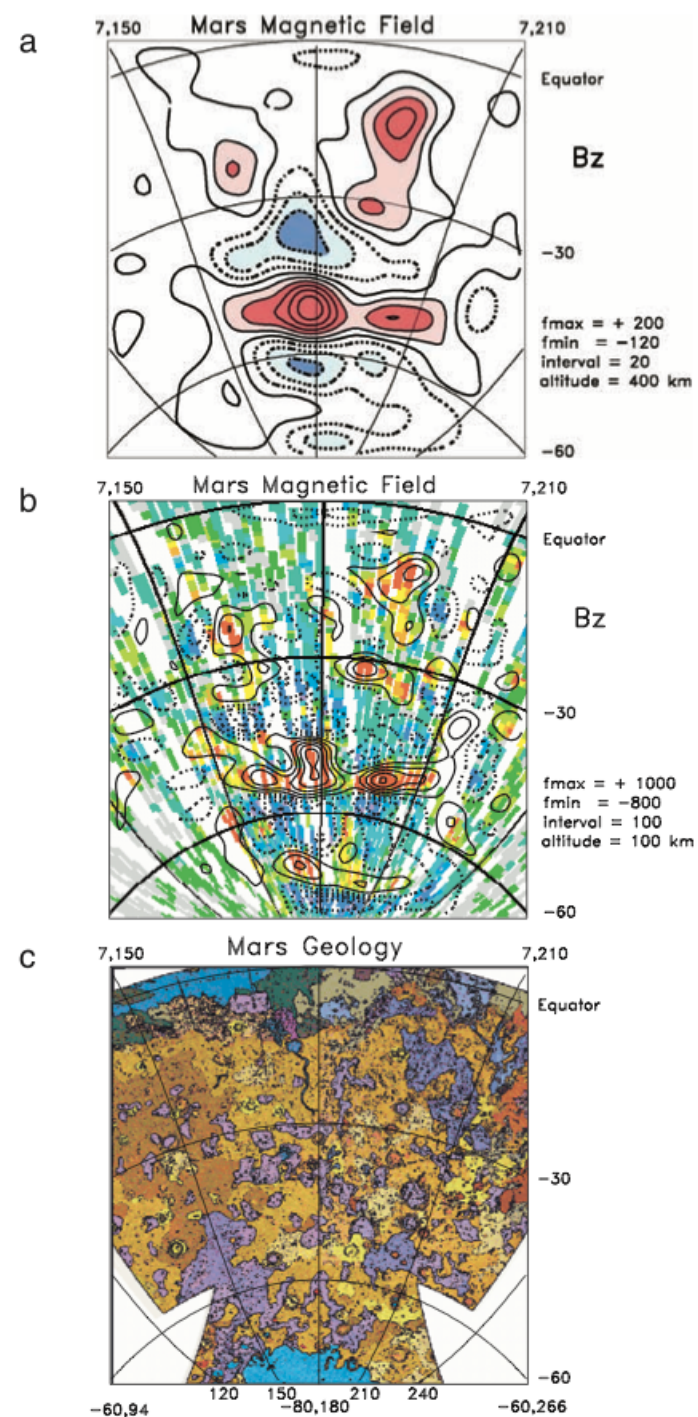 a
Mars Magnetic Field
7,150 7,210
Equator
Bz
-30
fmax = + 200
fmin = -120
interval = 20
altitude = 400 km
-60
b
Mars Magnetic Field
7,150 7,210
Equator
Bz
-30
fmax = + 1000
fmin = -800
interval = 100
altitude = 100 km
-60
c
Mars Geology
7,150 7,210
Equator
-30
-60
120 150 210 240
-60,94 -80,180 -60,266